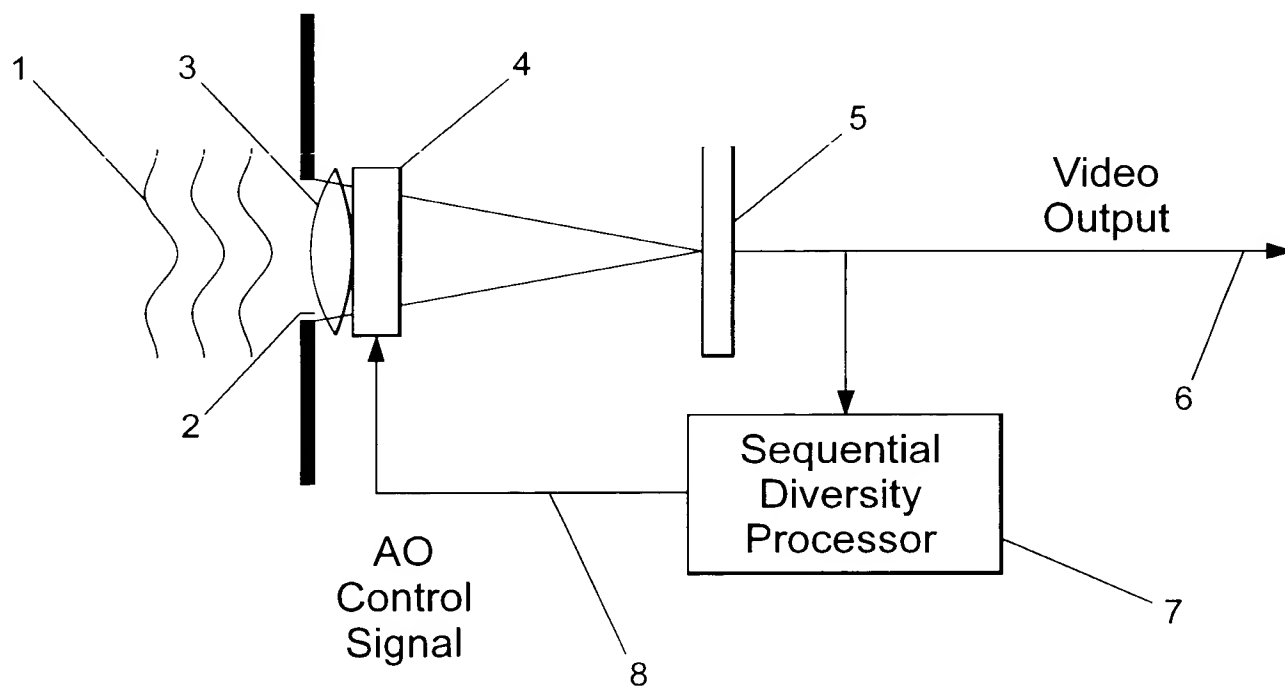 1
3
4
5
Video
Output
6
2
Sequential
Diversity
Processor
AO
Control
Signal
7
8